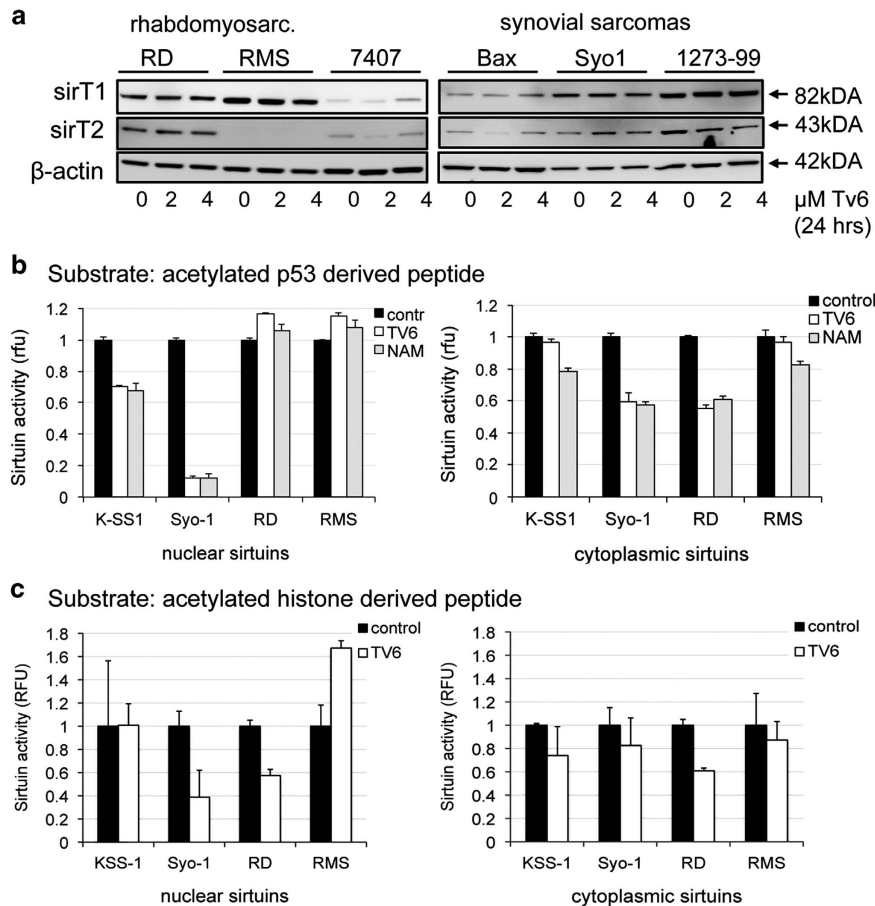 a
rhabdomyosarc.
synovial sarcomas
RD RMS 7407
Bax Syo1 1273-99
sirT1
82kDA
sirT2
43kDA
β-actin
42kDA
0 2 4 0 2 4 0 2 4
0 2 4 0 2 4 0 2 4
µM Tv6
(24 hrs)
b Substrate: acetylated p53 derived peptide
Sirtuin activity (rfu)
1.2
1
0.8
0.6
0.4
0.2
0
contr
TV6
NAM
K-SS1 Syo-1 RD RMS
nuclear sirtuins
Sirtuin activity (rfu)
1.2
1
0.8
0.6
0.4
0.2
0
control
TV6
NAM
K-SS1 Syo-1 RD RMS
cytoplasmic sirtuins
c Substrate: acetylated histone derived peptide
Sirtuin activity (RFU)
1.8
1.6
1.4
1.2
1
0.8
0.6
0.4
0.2
0
control
TV6
KSS-1 Syo-1 RD RMS
nuclear sirtuins
Sirtuin activity (RFU)
1.8
1.6
1.4
1.2
1
0.8
0.6
0.4
0.2
0
control
TV6
KSS-1 Syo-1 RD RMS
cytoplasmic sirtuins